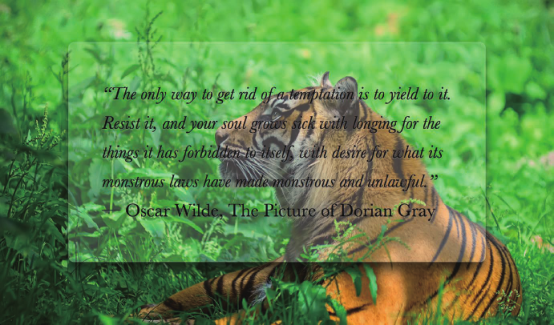 “The only way to get rid of a temptation is to yield to it.
Resist it, and your soul grows sick with longing for the
things it has forbidden to itself, with desire for what its
monstrous laws have made monstrous and unlawful.”
— Oscar Wilde, The Picture of Dorian Gray